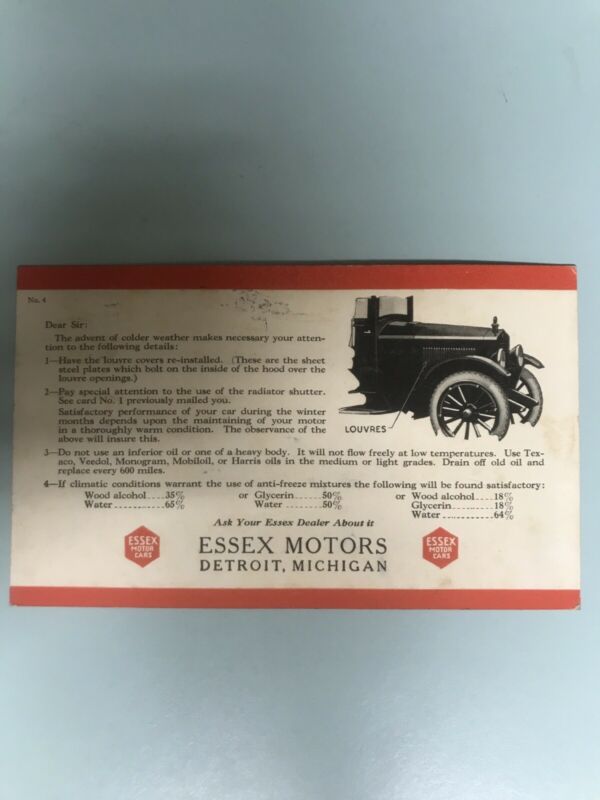 No. 4
Dear Sir:
The advent of colder weather makes necessary your atten-
tion to the following details:
1—Have the louvre covers re-installed. (These are the sheet
steel plates which bolt on the inside of the hood over the
louvre openings.)
2—Pay special attention to the use of the radiator shutter.
See card No. 1 previously mailed you.
Satisfactory performance of your car during the winter
months depends upon the maintaining of your motor
in a thoroughly warm condition. The observance of the
above will insure this.
LOUVRES
3—Do not use an inferior oil or one of a heavy body. It will not flow freely at low temperatures. Use Tex-
aco, Veedol, Monogram, Mobiloil, or Harris oils in the medium or light grades. Drain off old oil and
replace every 600 miles.
4—If climatic conditions warrant the use of anti-freeze mixtures the following will be found satisfactory:
Wood alcohol....35% or Glycerin......50% or Wood alcohol....18%
Water........65% Water.......50% Glycerin.......18%
Water.......64%
Ask Your Essex Dealer About it
ESSEX MOTORS
DETROIT, MICHIGAN
ESSEX
MOTOR
CARS
ESSEX
MOTOR
CARS